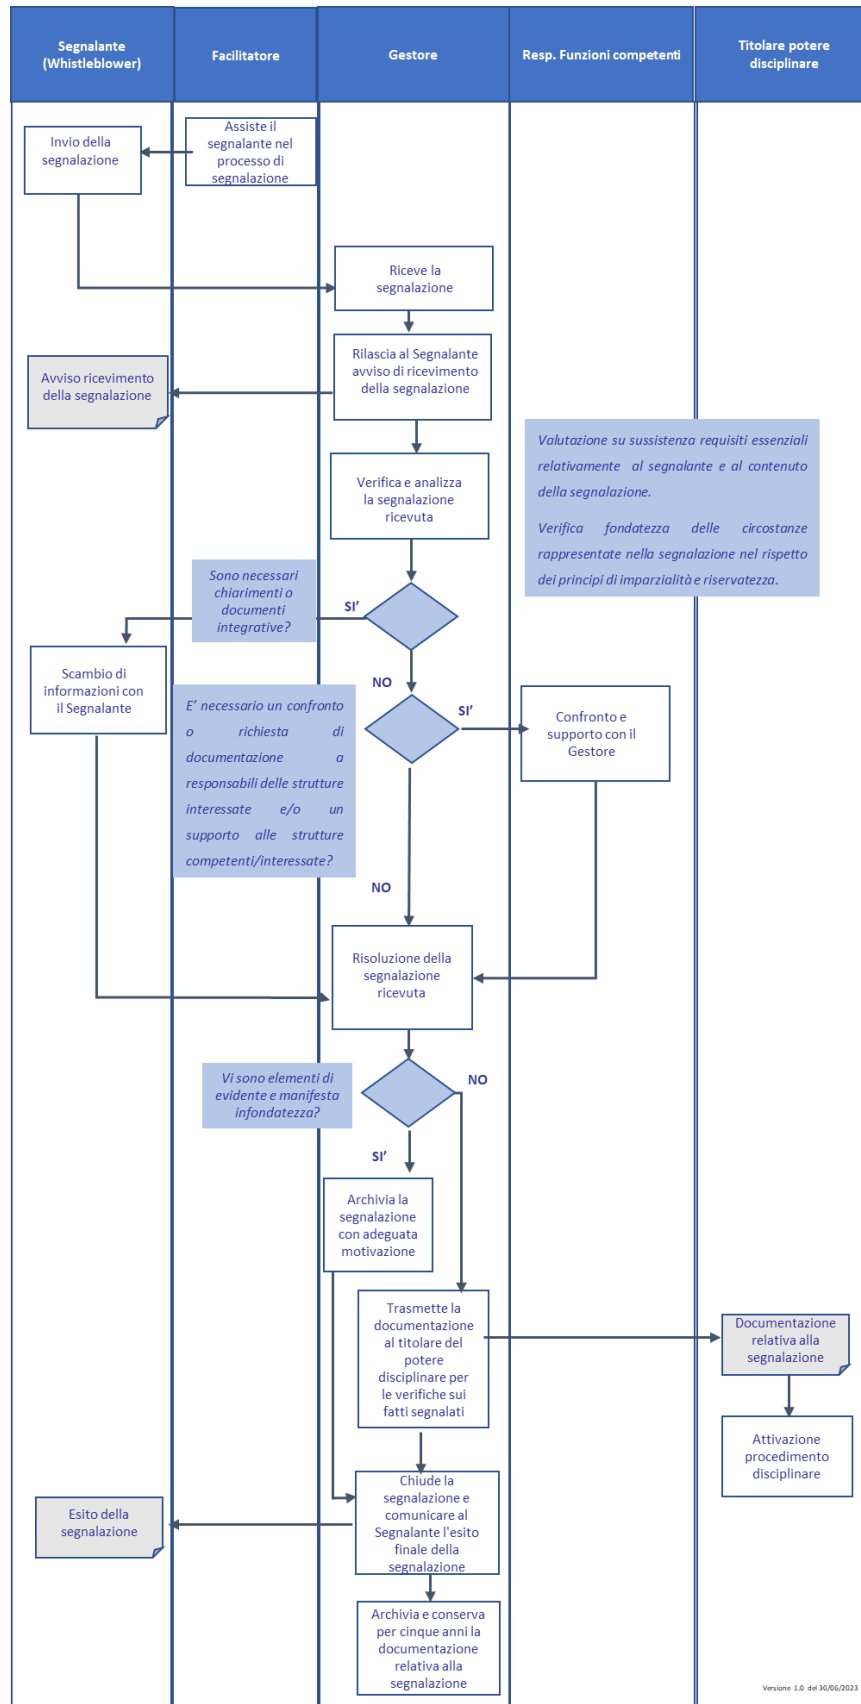 Segnalante
(Whistleblower)
Facilitatore
Gestore
Resp. Funzioni competenti
Titolare potere
disciplinare
Invio della
segnalazione
Assiste il
segnalante nel
processo di
segnalazione
Riceve la
segnalazione
Rilascia al Segnalante
avviso di ricevimento
della segnalazione
Avviso ricevimento
della segnalazione
Verifica e analizza
la segnalazione
ricevuta
Valutazione su sussistenza requisiti essenziali
relativamente al segnalante e al contenuto
della segnalazione.
Verifica fondatezza delle circostanze
rappresentate nella segnalazione nel rispetto
dei principi di imparzialità e riservatezza.
Sono necessari
chiarimenti o
documenti
integrative?
SI’
NO
Scambio di
informazioni con
il Segnalante
E’ necessario un confronto
o richiesta di
documentazione a
responsabili delle strutture
interessate e/o un
supporto alle strutture
competenti/interessate?
SI’
Confronto e
supporto con il
Gestore
NO
Risoluzione della
segnalazione
ricevuta
Vi sono elementi di
evidente e manifesta
infondatezza?
NO
SI’
Archivia la
segnalazione
con adeguata
motivazione
Trasmette la
documentazione
al titolare del
potere
disciplinare per
le verifiche sui
fatti segnalati
Documentazione
relativa alla
segnalazione
Attivazione
procedimento
disciplinare
Chiude la
segnalazione e
comunicare al
Segnalante l'esito
finale della
segnalazione
Esito della
segnalazione
Archivia e conserva
per cinque anni la
documentazione
relativa alla
segnalazione
Versione 1.0 del 30/06/2023